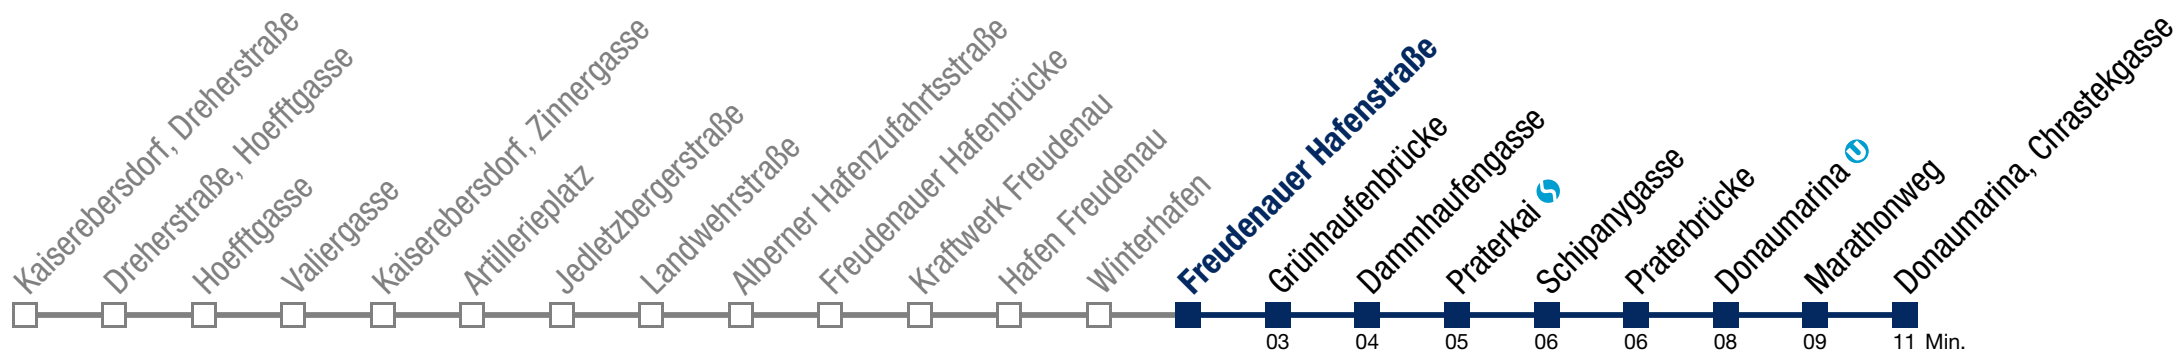 Kaiserebersdorf, Dreherstraße
Dreherstraße, Hoefftgasse
Hoefftgasse
Valiergasse
Kaiserebersdorf, Zinnergasse
Artillerieplatz
Jedletzbergerstraße
Landwehrstraße
Alberner Hafenzufahrtsstraße
Freudenauer Hafenbrücke
Kraftwerk Freudenau
Hafen Freudenau
Winterhafen
Freudenauer Hafenstraße
Grünhaufenbrücke
Dammhaufengasse
Praterkai S
Schipanygasse
Praterbrücke
Donaumarina U
Marathonweg
Donaumarina, Chrastekgasse
03 04 05 06 06 08 09 11 Min.